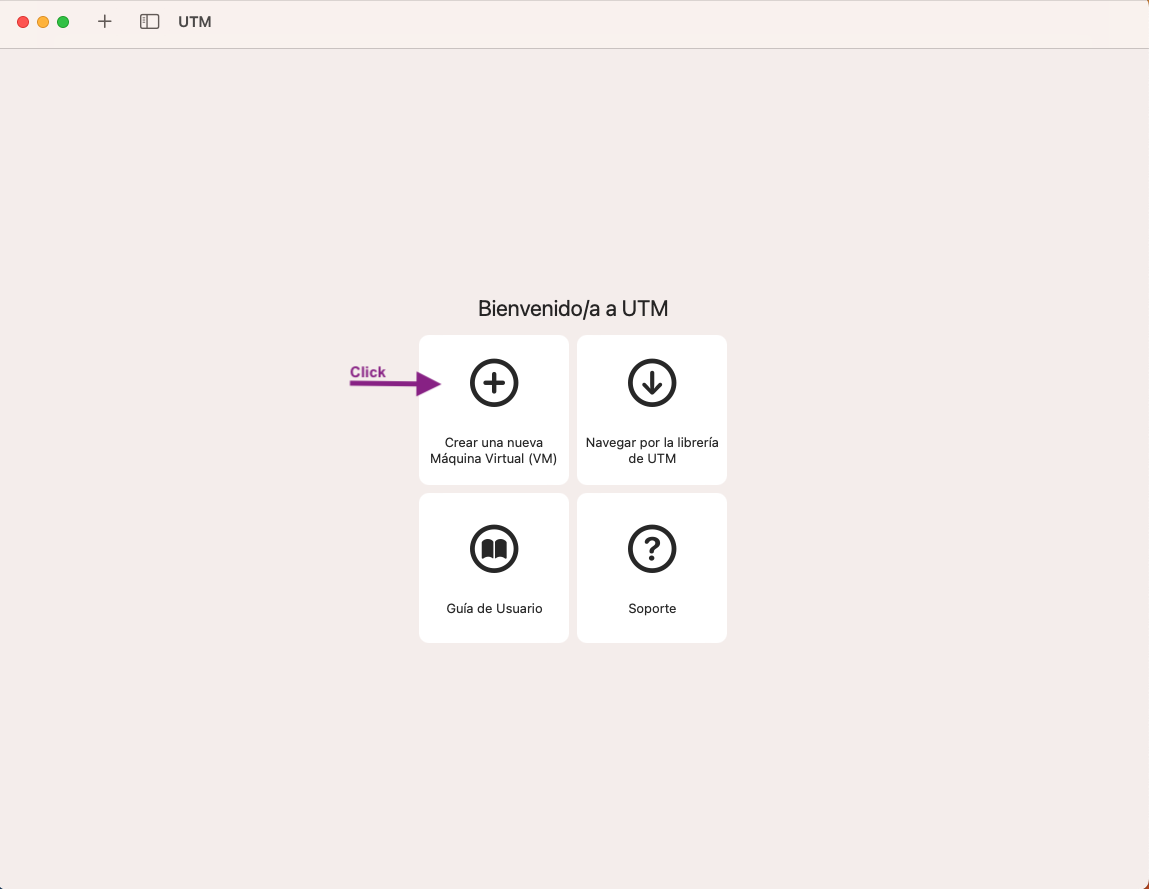 UTM
Bienvenido/a a UTM
Click
Crear una nueva
Máquina Virtual (VM)
Navegar por la librería
de UTM
Guía de Usuario
Soporte